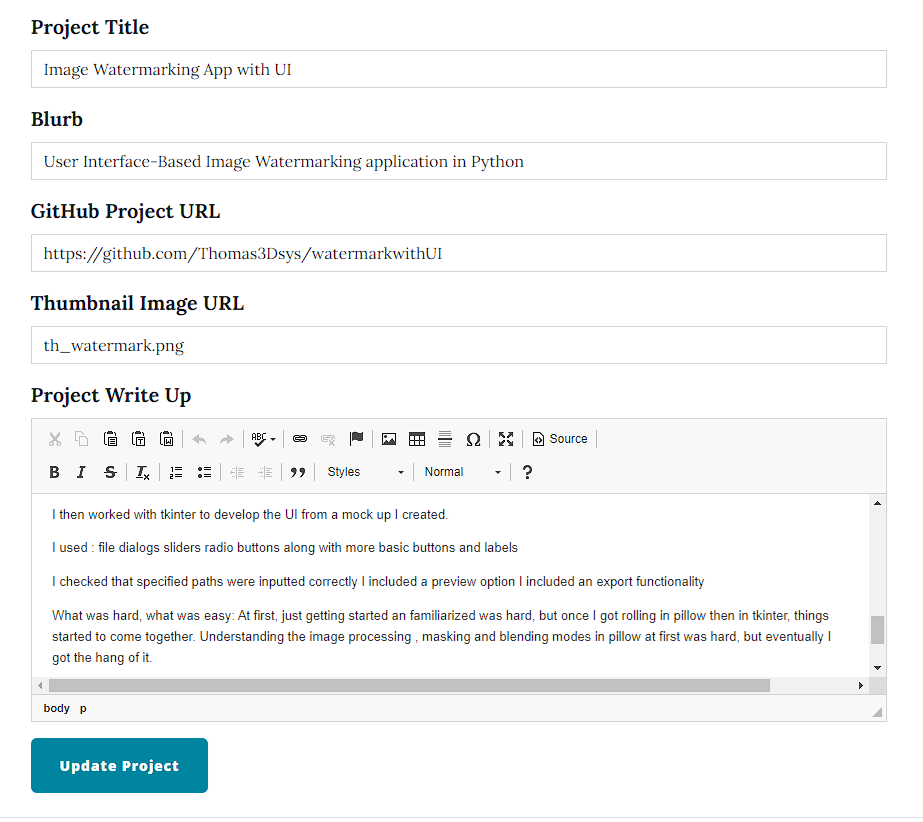 Project Title
Image Watermarking App with UI
Blurb
User Interface-Based Image Watermarking application in Python
GitHub Project URL
https://github.com/Thomas3Dsys/watermarkwithUI
Thumbnail Image URL
th_watermark.png
Project Write Up
ABC Ω Source
B I S Ix Styles Normal ?
I then worked with tkinter to develop the UI from a mock up I created.
I used : file dialogs sliders radio buttons along with more basic buttons and labels
I checked that specified paths were inputted correctly I included a preview option I included an export functionality
What was hard, what was easy: At first, just getting started an familiarized was hard, but once I got rolling in pillow then in tkinter, things
started to come together. Understanding the image processing , masking and blending modes in pillow at first was hard, but eventually I
got the hang of it.
body p
Update Project